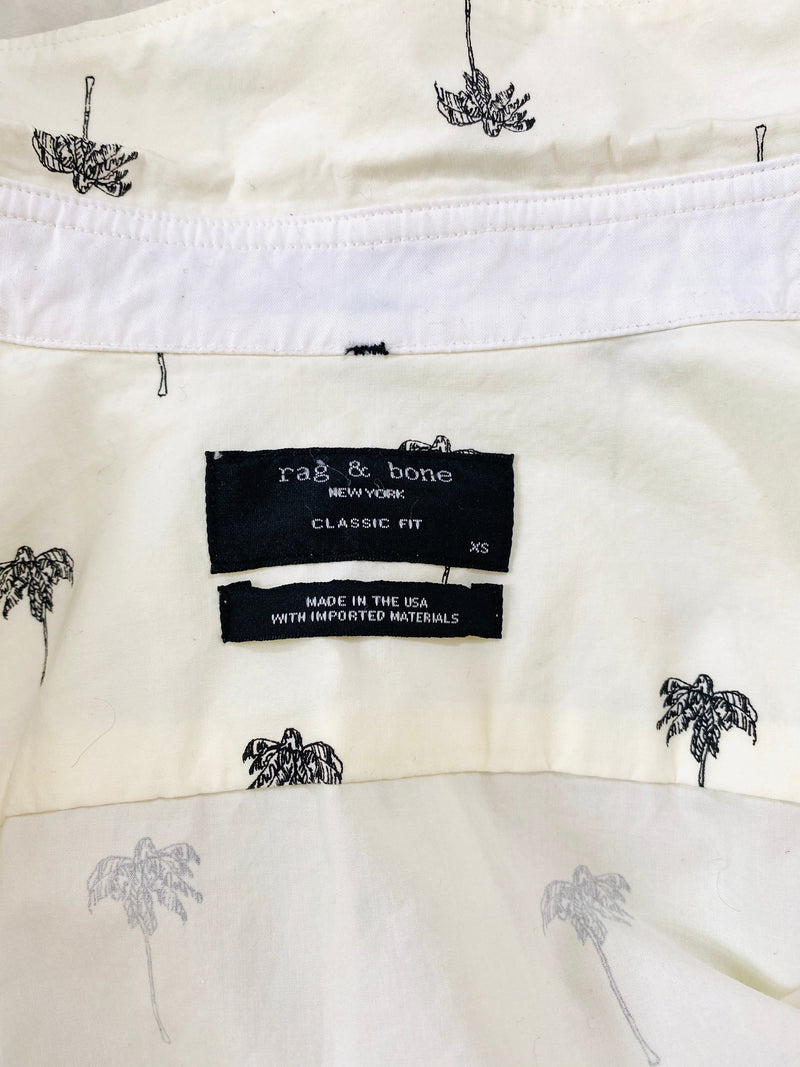 rag & bone
NEW YORK
CLASSIC FIT
XS
MADE IN THE USA
WITH IMPORTED MATERIALS